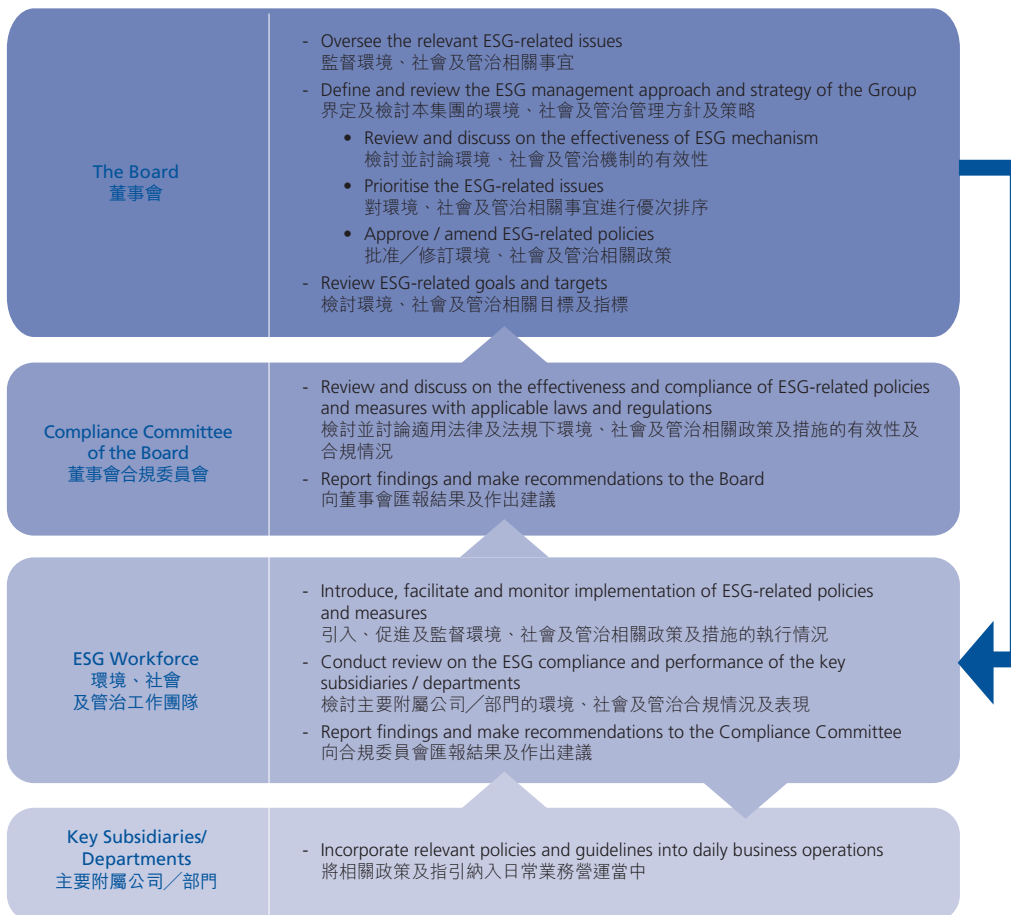 The Board
董事會
- Oversee the relevant ESG-related issues
監督環境、社會及管治相關事宜
- Define and review the ESG management approach and strategy of the Group
界定及檢討本集團的環境、社會及管治管理方針及策略
• Review and discuss on the effectiveness of ESG mechanism
檢討並討論環境、社會及管治機制的有效性
• Prioritise the ESG-related issues
對環境、社會及管治相關事宜進行優次排序
• Approve / amend ESG-related policies
批准／修訂環境、社會及管治相關政策
- Review ESG-related goals and targets
檢討環境、社會及管治相關目標及指標
Compliance Committee
of the Board
董事會合規委員會
- Review and discuss on the effectiveness and compliance of ESG-related policies
and measures with applicable laws and regulations
檢討並討論適用法律及法規下環境、社會及管治相關政策及措施的有效性及
合規情況
- Report findings and make recommendations to the Board
向董事會匯報結果及作出建議
ESG Workforce
環境、社會
及管治工作團隊
- Introduce, facilitate and monitor implementation of ESG-related policies
and measures
引入、促進及監督環境、社會及管治相關政策及措施的執行情況
- Conduct review on the ESG compliance and performance of the key
subsidiaries / departments
檢討主要附屬公司／部門的環境、社會及管治合規情況及表現
- Report findings and make recommendations to the Compliance Committee
向合規委員會匯報結果及作出建議
Key Subsidiaries/
Departments
主要附屬公司／部門
- Incorporate relevant policies and guidelines into daily business operations
將相關政策及指引納入日常業務營運當中